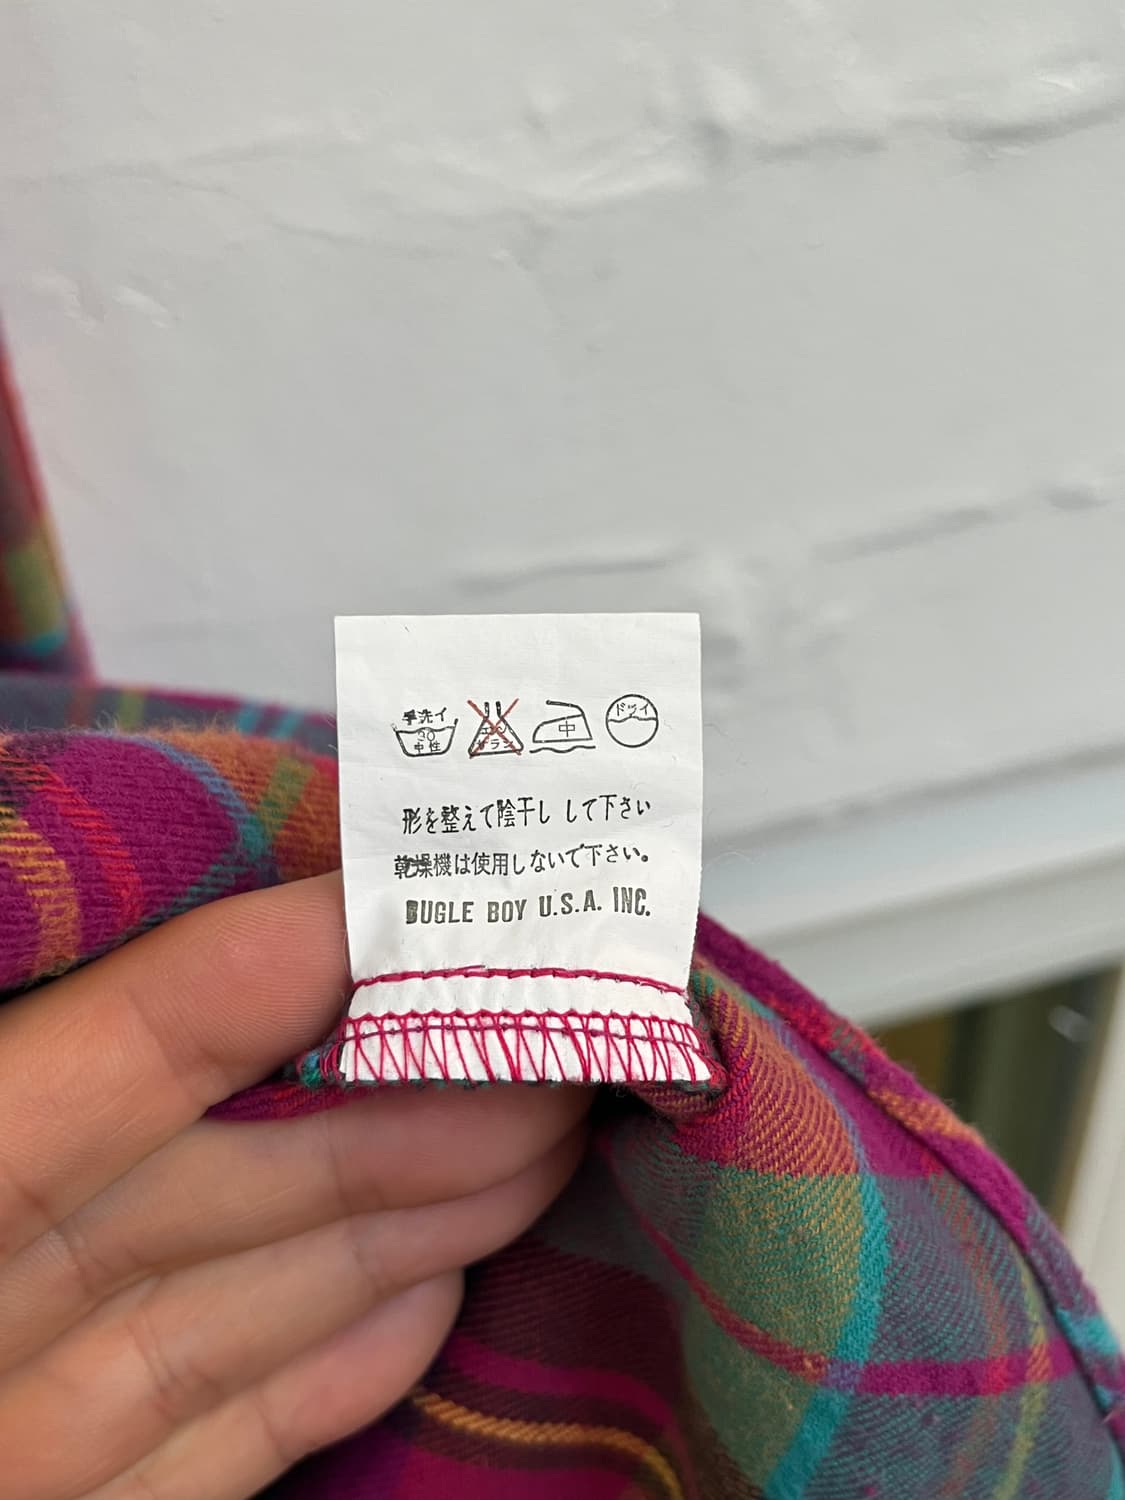 手洗イ エンソ 中 ドライ
30 サラシ
中性
形を整えて陰干し して下さい
乾燥機は使用しないで下さい。
BUGLE BOY U.S.A. INC.